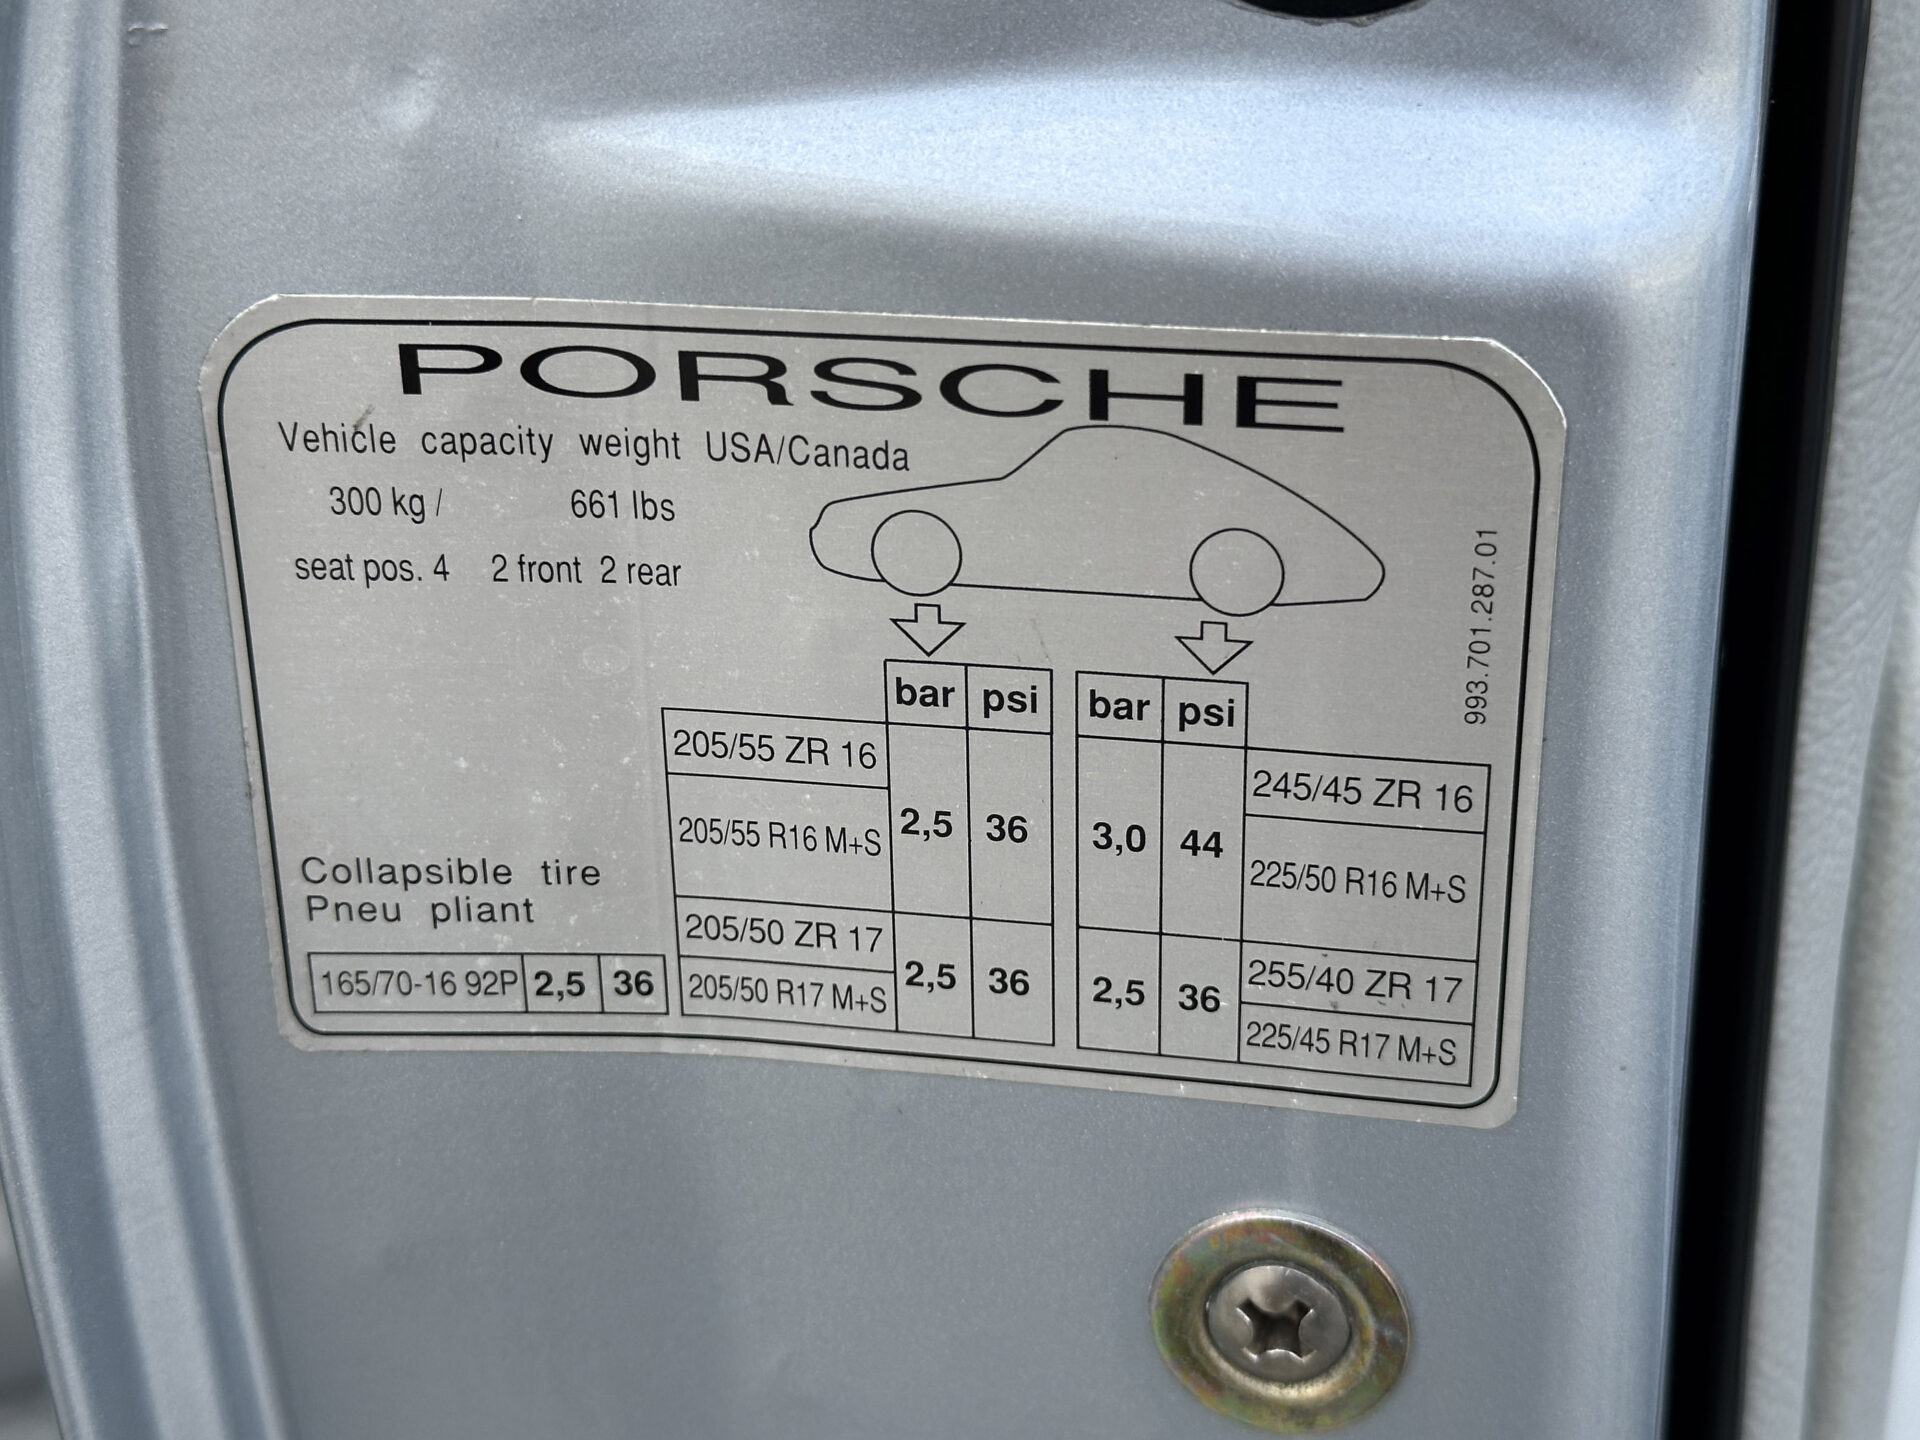 PORSCHE
Vehicle capacity weight USA/Canada
300 kg / 661 lbs
seat pos. 4 2 front 2 rear
993.701.287.01
bar psi bar psi
205/55 ZR 16
205/55 R16 M+S
2,5 36 3,0 44
245/45 ZR 16
225/50 R16 M+S
Collapsible tire
Pneu pliant
165/70-16 92P 2,5 36
205/50 ZR 17
205/50 R17 M+S
2,5 36 2,5 36
255/40 ZR 17
225/45 R17 M+S